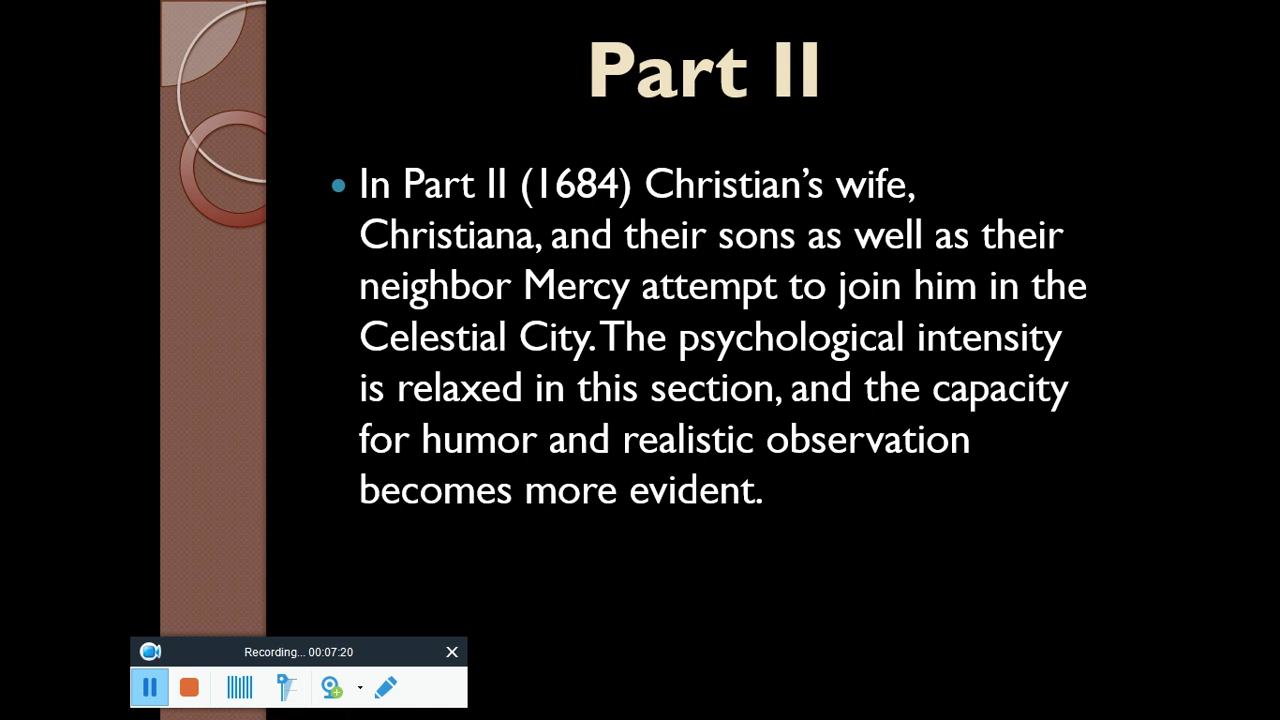 Part II
• In Part II (1684) Christian’s wife,
Christiana, and their sons as well as their
neighbor Mercy attempt to join him in the
Celestial City. The psychological intensity
is relaxed in this section, and the capacity
for humor and realistic observation
becomes more evident.
Recording... 00:07:20